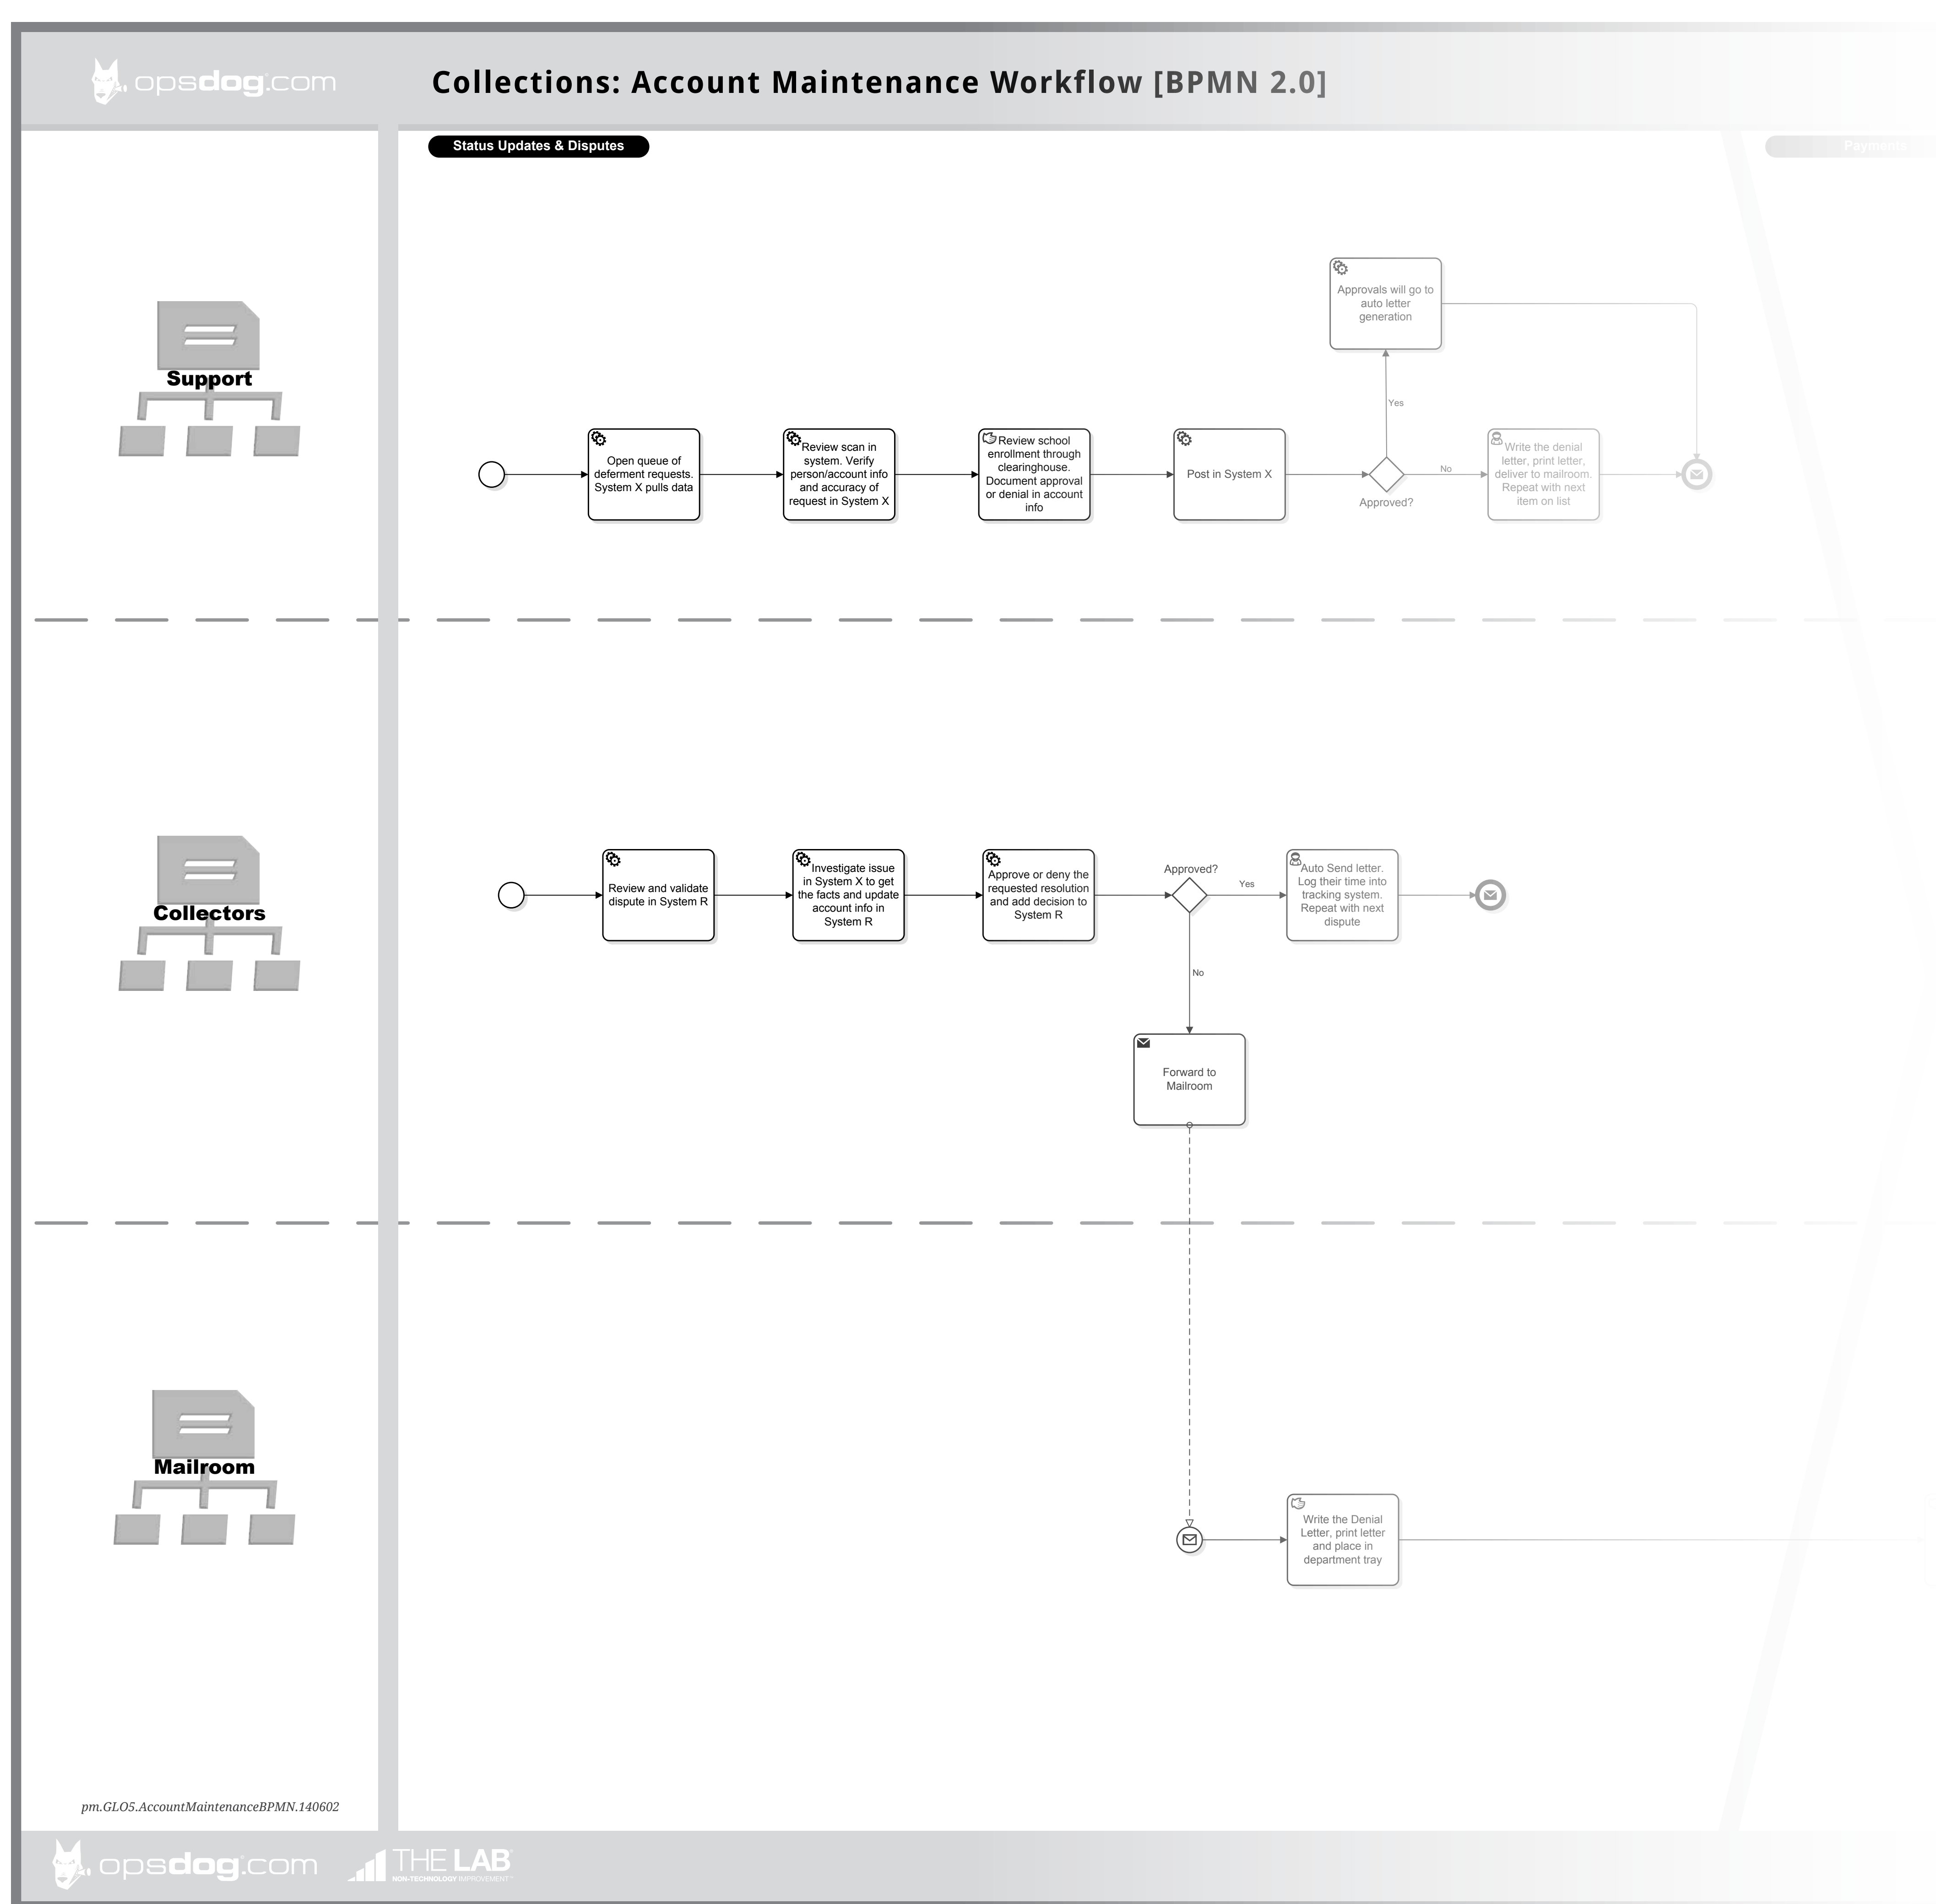 opsdog.com
Collections: Account Maintenance Workflow [BPMN 2.0]
Status Updates & Disputes
Payments
Support
Approvals will go to
auto letter
generation
Yes
Open queue of
deferment requests.
System X pulls data
Review scan in
system. Verify
person/account info
and accuracy of
request in System X
Review school
enrollment through
clearinghouse.
Document approval
or denial in account
info
Post in System X
Approved?
No
Write the denial
letter, print letter,
deliver to mailroom.
Repeat with next
item on list
Collectors
Review and validate
dispute in System R
Investigate issue
in System X to get
the facts and update
account info in
System R
Approve or deny the
requested resolution
and add decision to
System R
Approved?
Yes
Auto Send letter.
Log their time into
tracking system.
Repeat with next
dispute
No
Forward to
Mailroom
Mailroom
Write the Denial
Letter, print letter
and place in
department tray
pm.GLO5.AccountMaintenanceBPMN.140602
opsdog.com
THE LAB
NON-TECHNOLOGY IMPROVEMENT